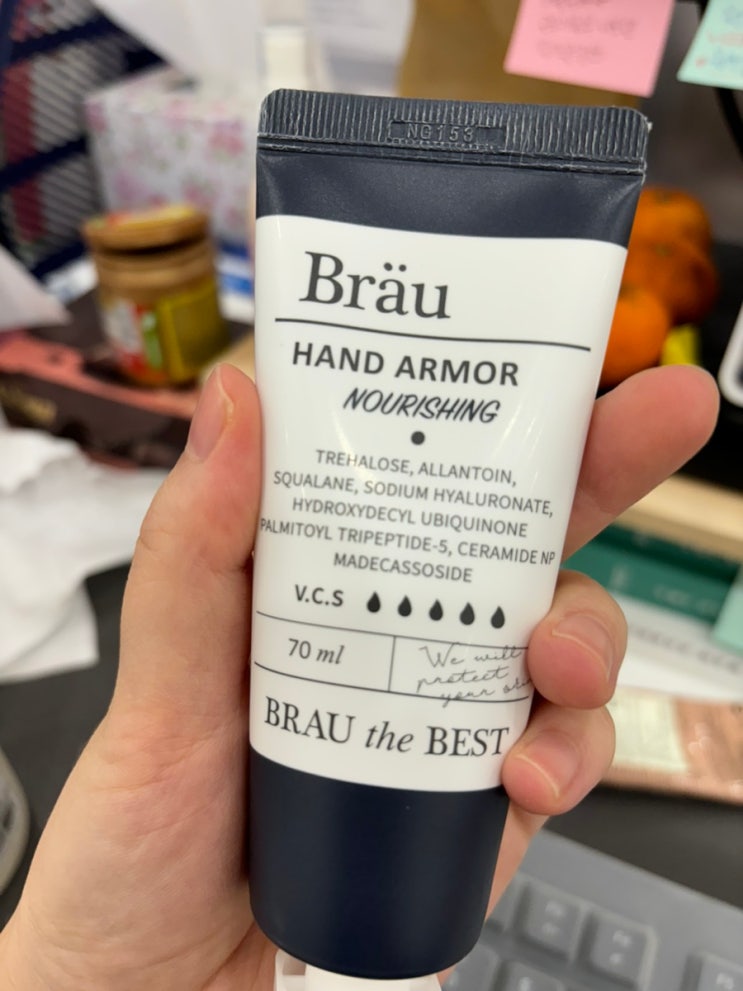 NG153
Bräu
HAND ARMOR
NOURISHING
TREHALOSE, ALLANTOIN,
SQUALANE, SODIUM HYALURONATE,
HYDROXYDECYL UBIQUINONE
PALMITOYL TRIPEPTIDE-5, CERAMIDE NP
MADECASSOSIDE
V.C.S
70 ml
We will
protect
your
BRAU the BEST